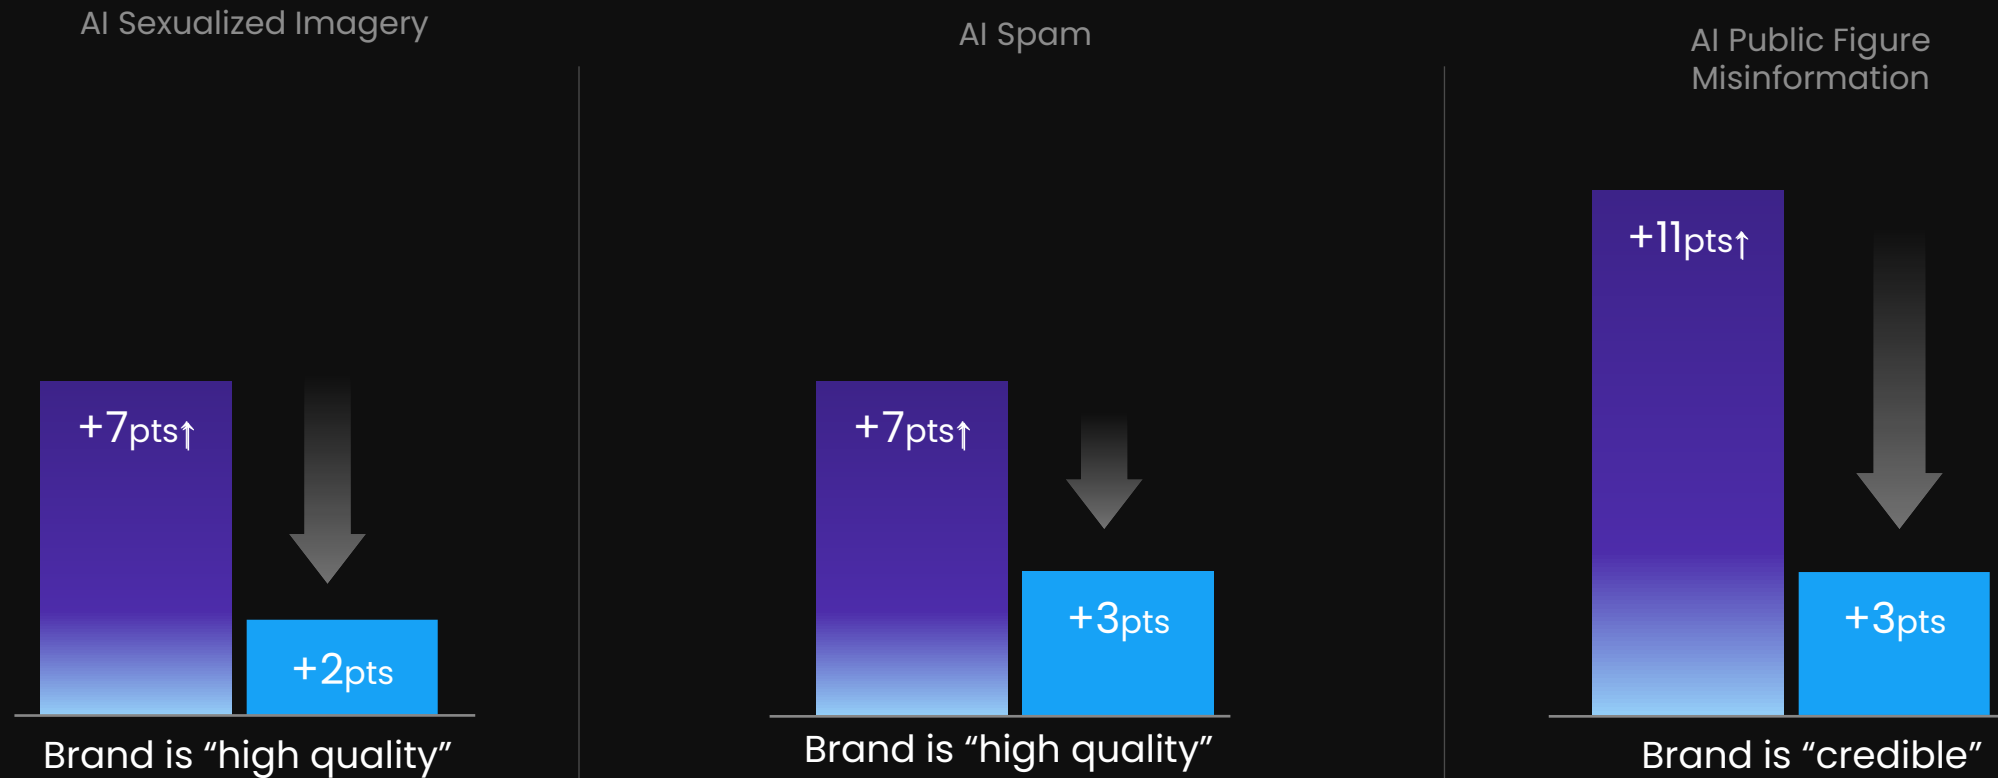 AI Sexualized Imagery
+7pts↑
+2pts
Brand is “high quality”
AI Spam
+7pts↑
+3pts
Brand is “high quality”
AI Public Figure
Misinformation
+11pts↑
+3pts
Brand is “credible”